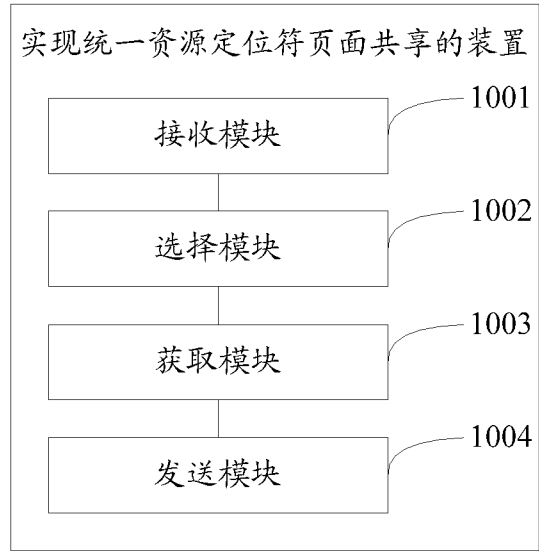 实现统一资源定位符页面共享的装置
接收模块
1001
选择模块
1002
获取模块
1003
发送模块
1004